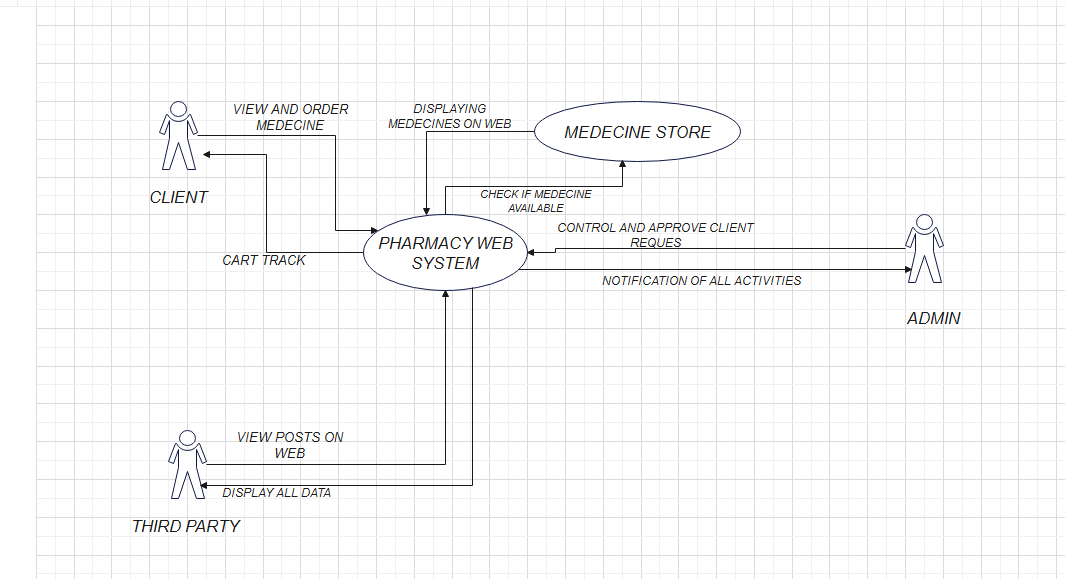 VIEW AND ORDER
MEDECINE
DISPLAYING
MEDECINES ON WEB
MEDECINE STORE
CLIENT
CHECK IF MEDECINE
AVAILABLE
CONTROL AND APPROVE CLIENT
REQUES
PHARMACY WEB
SYSTEM
CART TRACK
NOTIFICATION OF ALL ACTIVITIES
ADMIN
VIEW POSTS ON
WEB
DISPLAY ALL DATA
THIRD PARTY